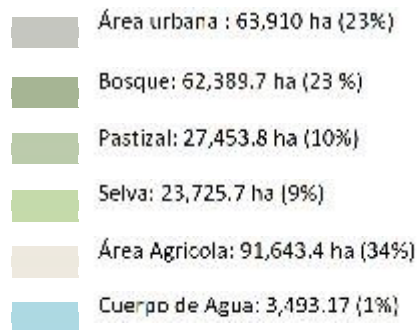 Área urbana : 63,910 ha (23%)
Bosque: 62,389.7 ha (23 %)
Pastizal: 27,453.8 ha (10%)
Selva: 23,725.7 ha (9%)
Área Agricola: 91,643.4 ha (34%)
Cuerpo de Agua: 3,493.17 (1%)